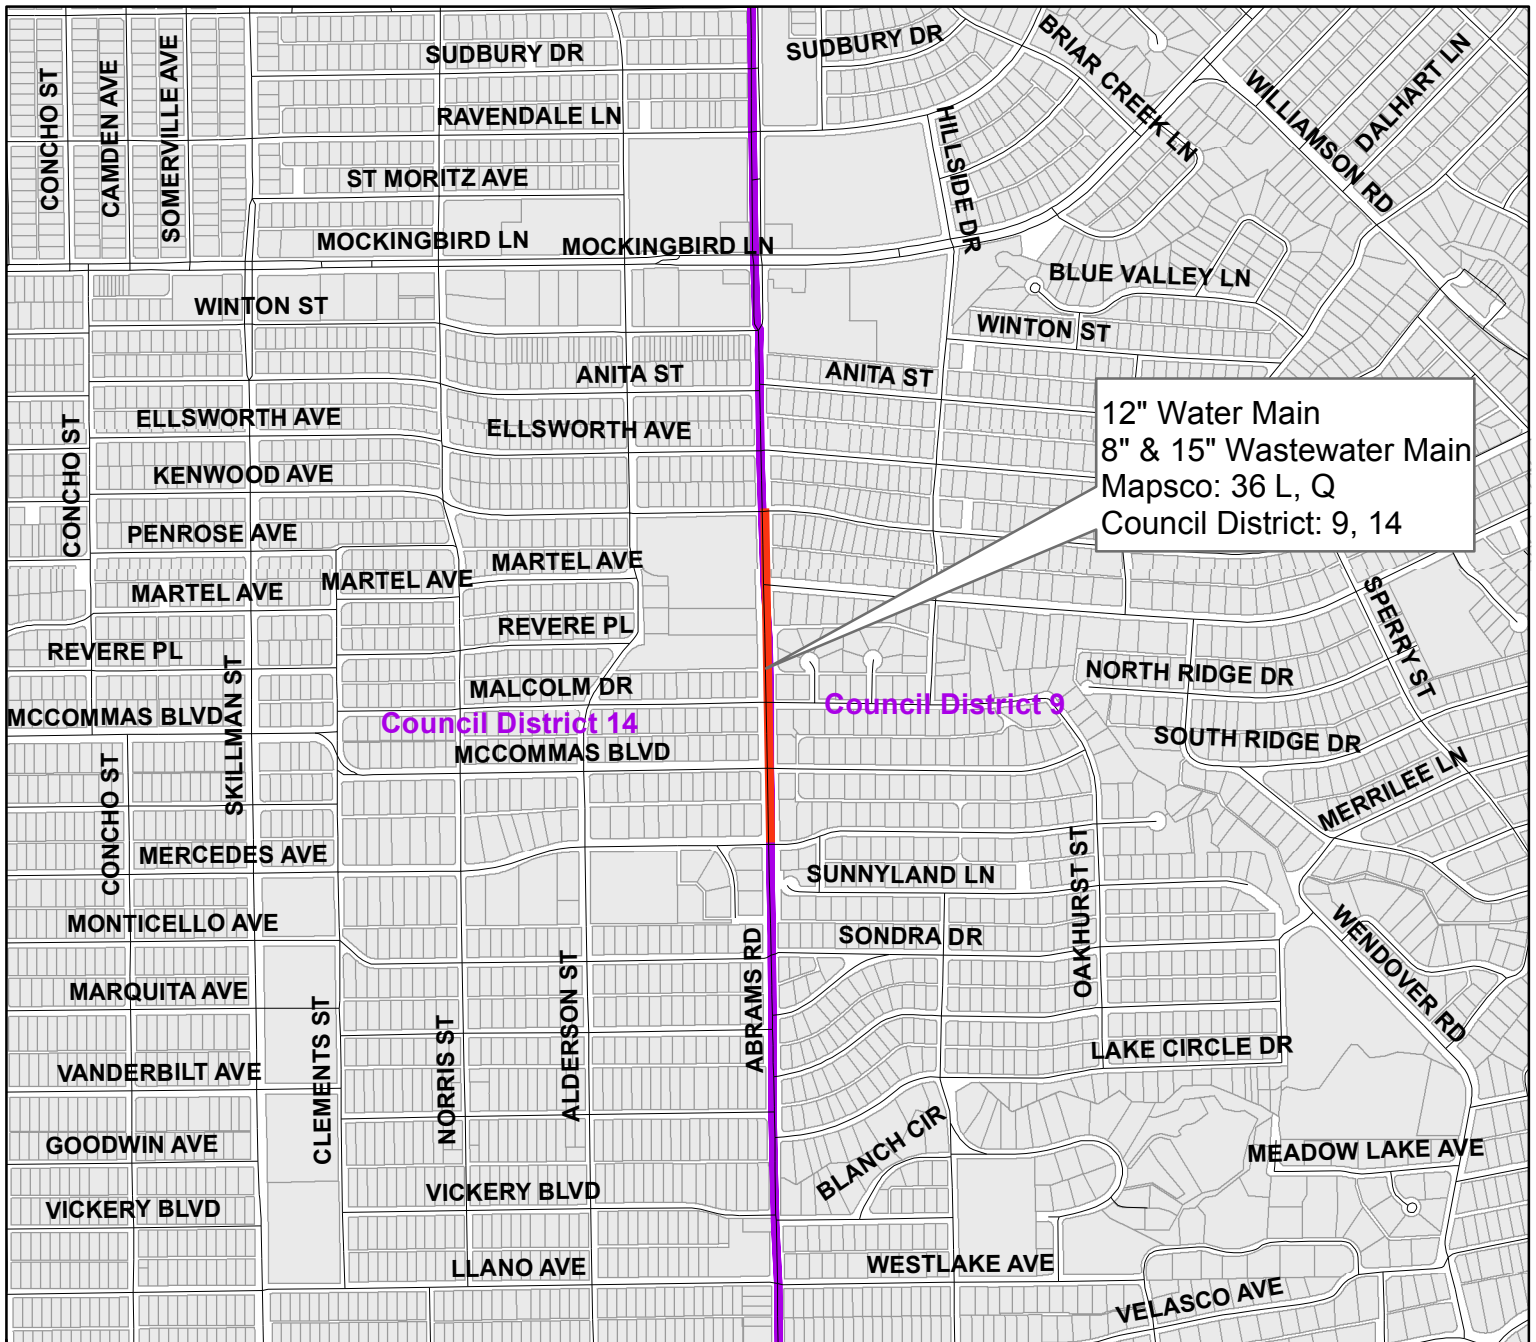 SUDBURY DR
SUDBURY DR
BRIAR CREEK LN
WILLIAMSON RD
DALHART LN
CONCHO ST
CAMDEN AVE
SOMERVILLE AVE
RAVENDALE LN
HILLSIDE DR
ST MORITZ AVE
MOCKINGBIRD LN
MOCKINGBIRD LN
BLUE VALLEY LN
WINTON ST
WINTON ST
ANITA ST
ANITA ST
12" Water Main
8" & 15" Wastewater Main
Mapsco: 36 L, Q
Council District: 9, 14
ELLSWORTH AVE
ELLSWORTH AVE
CONCHO ST
KENWOOD AVE
PENROSE AVE
MARTEL AVE
MARTEL AVE
MARTEL AVE
SPERRY ST
REVERE PL
REVERE PL
SKILLMAN ST
MALCOLM DR
NORTH RIDGE DR
MCCOMMAS BLVD
Council District 14
Council District 9
MCCOMMAS BLVD
SOUTH RIDGE DR
CONCHO ST
MERRILEE LN
MERCEDES AVE
SUNNYLAND LN
OAKHURST ST
MONTICELLO AVE
SONDRA DR
WENDOVER RD
ABRAMS RD
MARQUITA AVE
CLEMENTS ST
NORRIS ST
ALDERSON ST
LAKE CIRCLE DR
VANDERBILT AVE
GOODWIN AVE
BLANCH CIR
MEADOW LAKE AVE
VICKERY BLVD
VICKERY BLVD
LLANO AVE
WESTLAKE AVE
VELASCO AVE